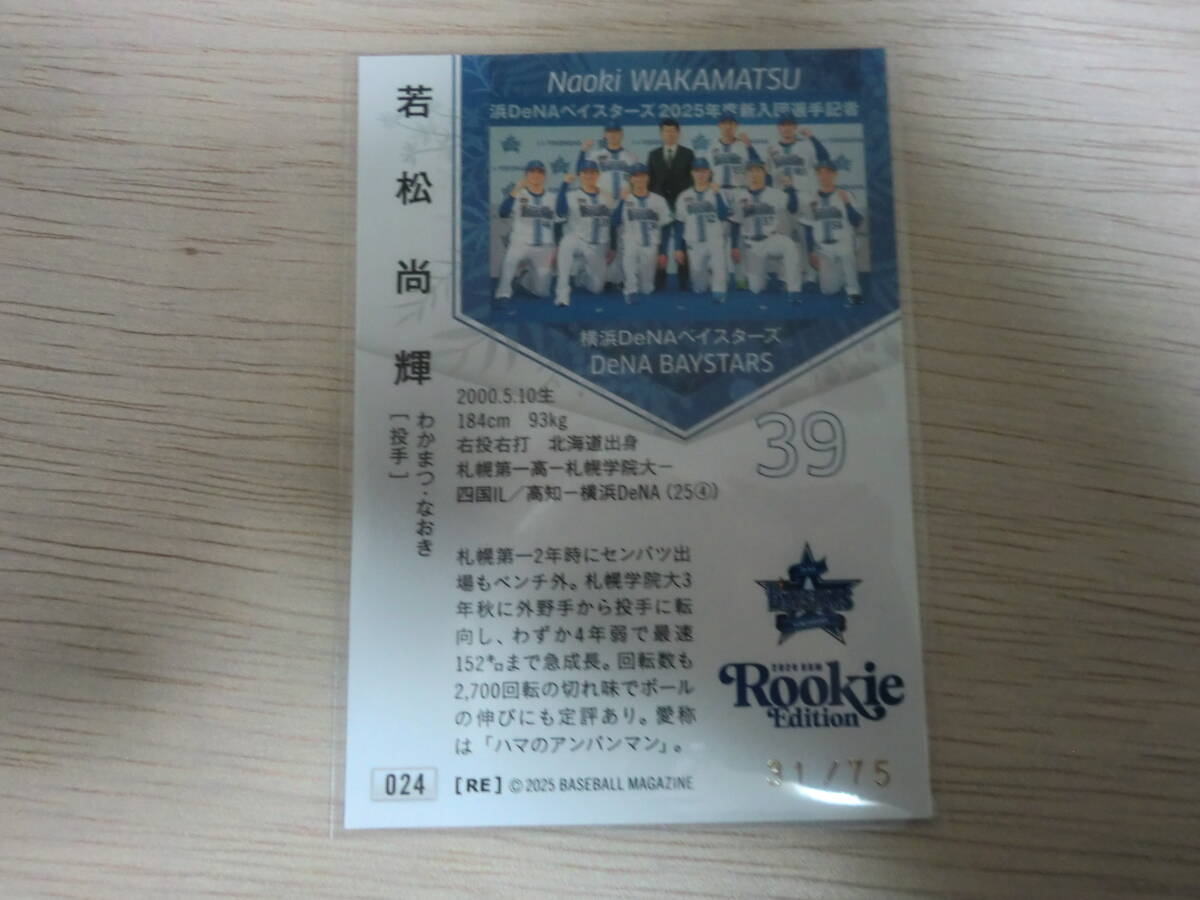 Naoki WAKAMATSU
浜DeNAベイスターズ 2025年度新入団選手記者
横浜DeNAベイスターズ
DeNA BAYSTARS
若松尚輝
わかまつ・なおき
[投手]
2000.5.10生
184cm 93kg
右投右打 北海道出身
札幌第一高ー札幌学院大ー
四国IL／高知ー横浜DeNA（25④）
39
札幌第一2年時にセンバツ出
場もベンチ外。札幌学院大3
年秋に外野手から投手に転
向し、わずか4年弱で最速
152㌔まで急成長。回転数も
2,700回転の切れ味でボール
の伸びにも定評あり。愛称
は「ハマのアンパンマン」。
Rookie
Edition
024
[RE] © 2025 BASEBALL MAGAZINE
31/75